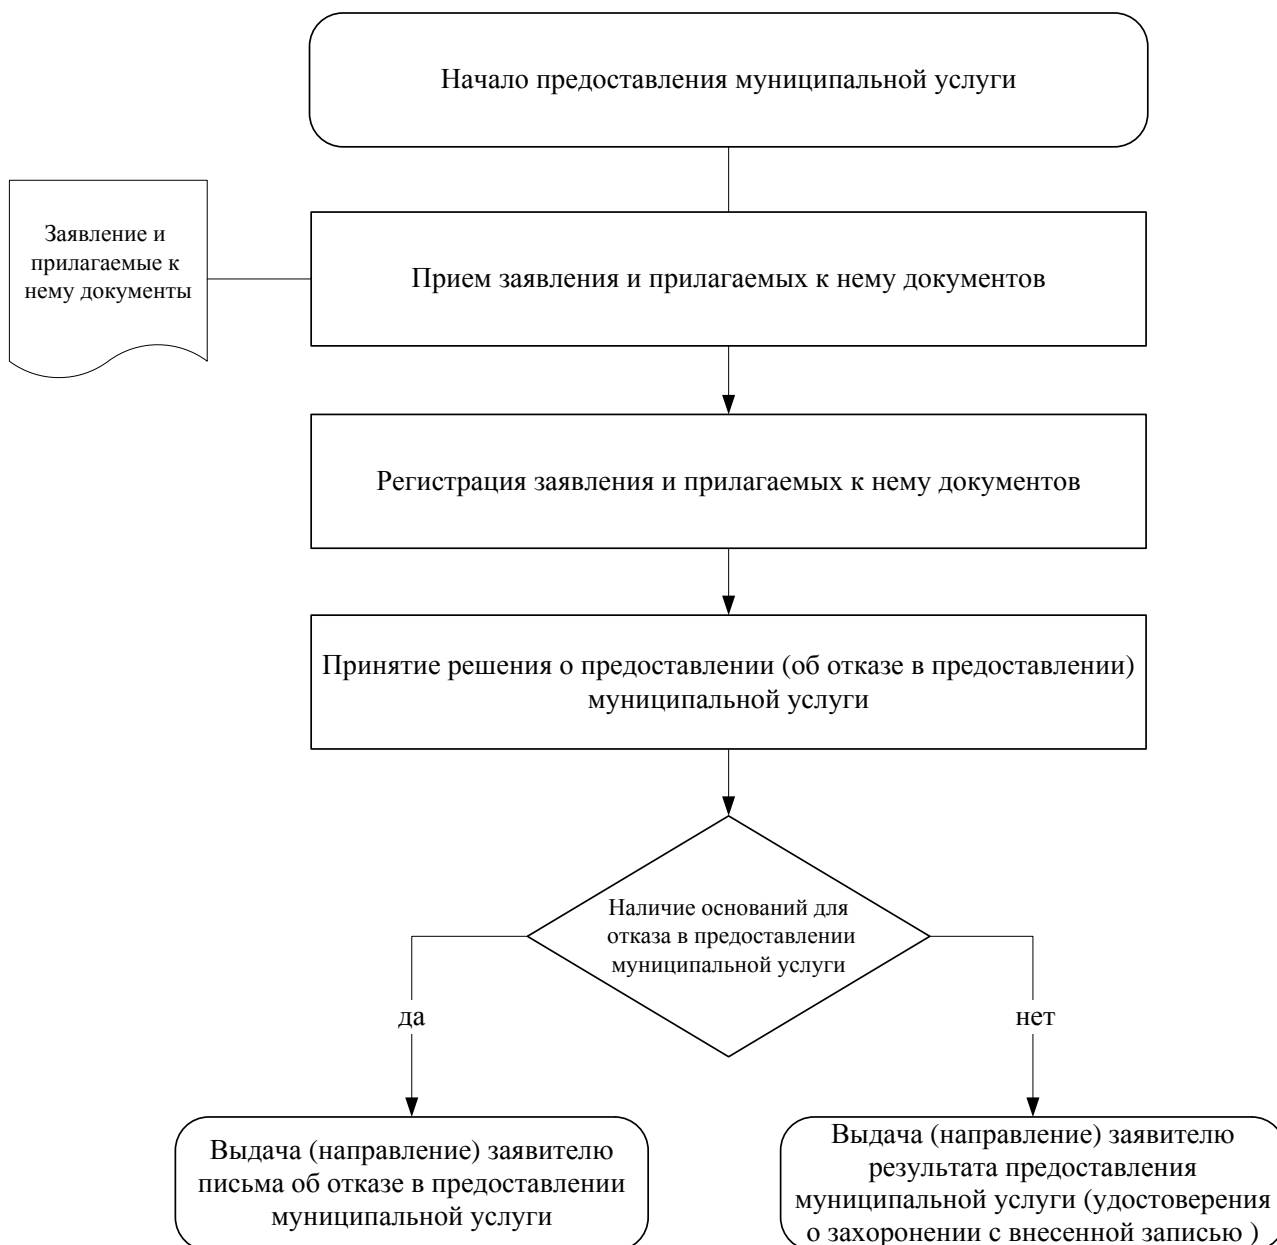 Начало предоставления муниципальной услуги
Заявление и
прилагаемые к
нему документы
Прием заявления и прилагаемых к нему документов
Регистрация заявления и прилагаемых к нему документов
Принятие решения о предоставлении (об отказе в предоставлении)
муниципальной услуги
Наличие оснований для
отказа в предоставлении
муниципальной услуги
да
нет
Выдача (направление) заявителю
письма об отказе в предоставлении
муниципальной услуги
Выдача (направление) заявителю
результата предоставления
муниципальной услуги (удостоверения
о захоронении с внесенной записью )